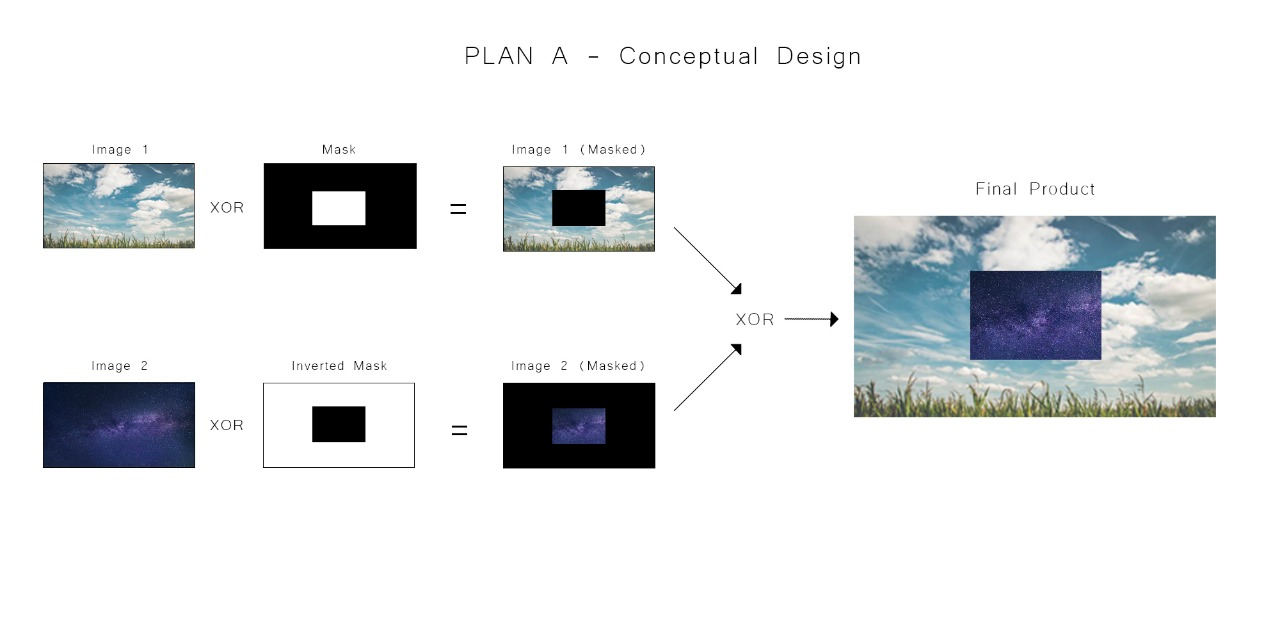 PLAN A - Conceptual Design
Image 1
Mask
Image 1 (Masked)
XOR
=
Final Product
XOR
Image 2
Inverted Mask
Image 2 (Masked)
XOR
=